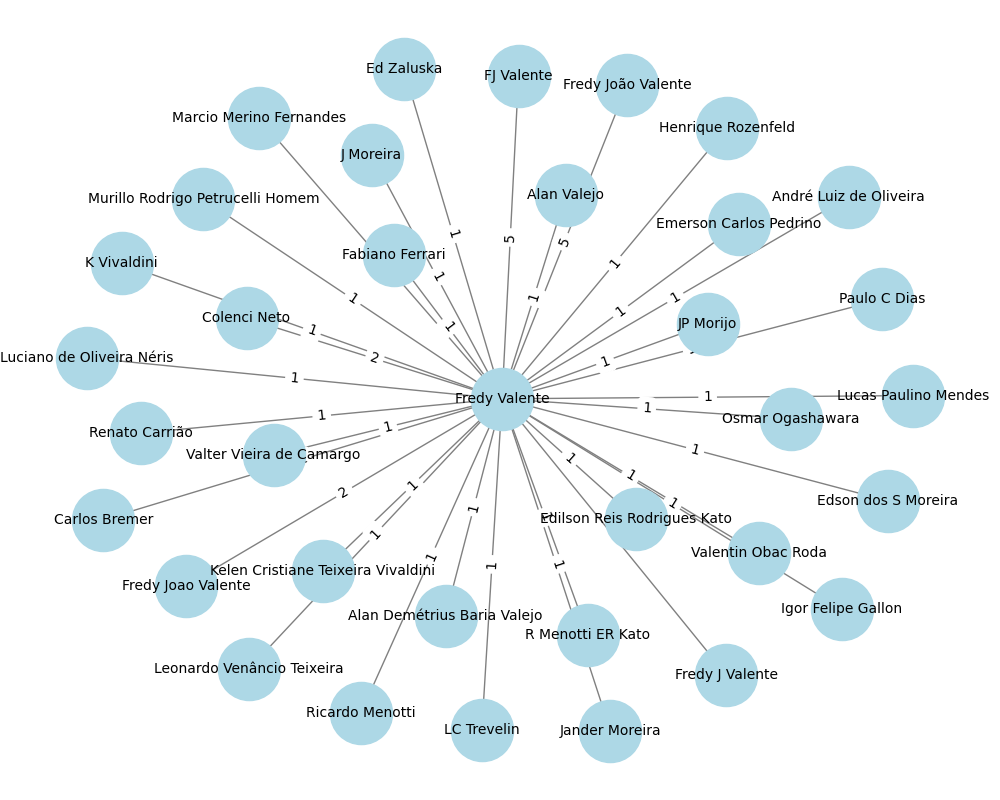 Ed Zaluska
FJ Valente
Fredy João Valente
Marcio Merino Fernandes
Henrique Rozenfeld
J Moreira
Murillo Rodrigo Petrucelli Homem
Alan Valejo
André Luiz de Oliveira
Emerson Carlos Pedrino
1
5
5
K Vivaldini
Fabiano Ferrari
1
1
Paulo C Dias
1
1
1
Colenci Neto
1
1
1
JP Morijo
2
1
Luciano de Oliveira Néris
1
Fredy Valente
1
Lucas Paulino Mendes
1
Renato Carrião
1
1
Osmar Ogashawara
Valter Vieira de Camargo
1
1
1
1
2
1
Edson dos S Moreira
Carlos Bremer
1
1
Edilson Reis Rodrigues Kato
1
1
Valentin Obac Roda
Fredy Joao Valente
Kelen Cristiane Teixeira Vivaldini
1
1
Igor Felipe Gallon
Alan Demétrius Baria Valejo
R Menotti ER Kato
Leonardo Venâncio Teixeira
Fredy J Valente
Ricardo Menotti
LC Trevelin
Jander Moreira